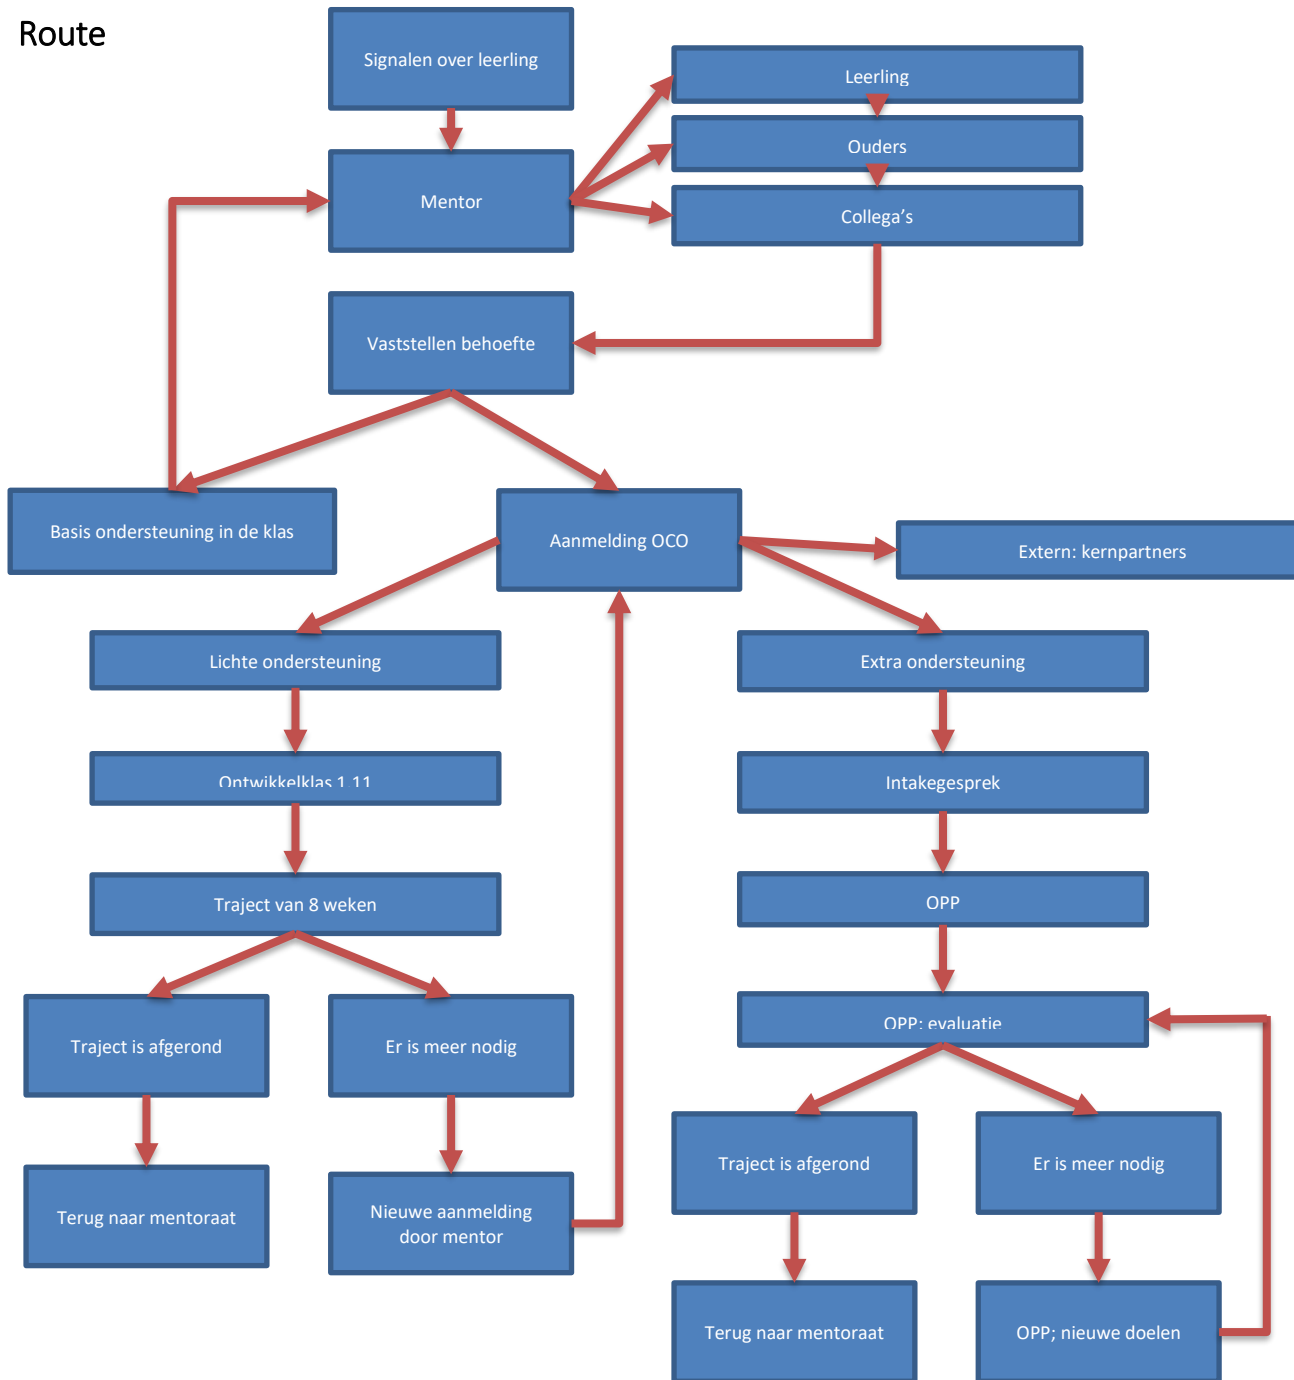 Route
Signalen over leerling
Leerling
Ouders
Mentor
Collega's
Vaststellen behoefte
Basis ondersteuning in de klas
Aanmelding OCO
Extern: kernpartners
Lichte ondersteuning
Extra ondersteuning
Ontwikkelklas 1.11
Intakegesprek
Traject van 8 weken
OPP
OPP; evaluatie
Traject is afgerond
Er is meer nodig
Traject is afgerond
Er is meer nodig
Terug naar mentoraat
Nieuwe aanmelding
door mentor
Terug naar mentoraat
OPP; nieuwe doelen